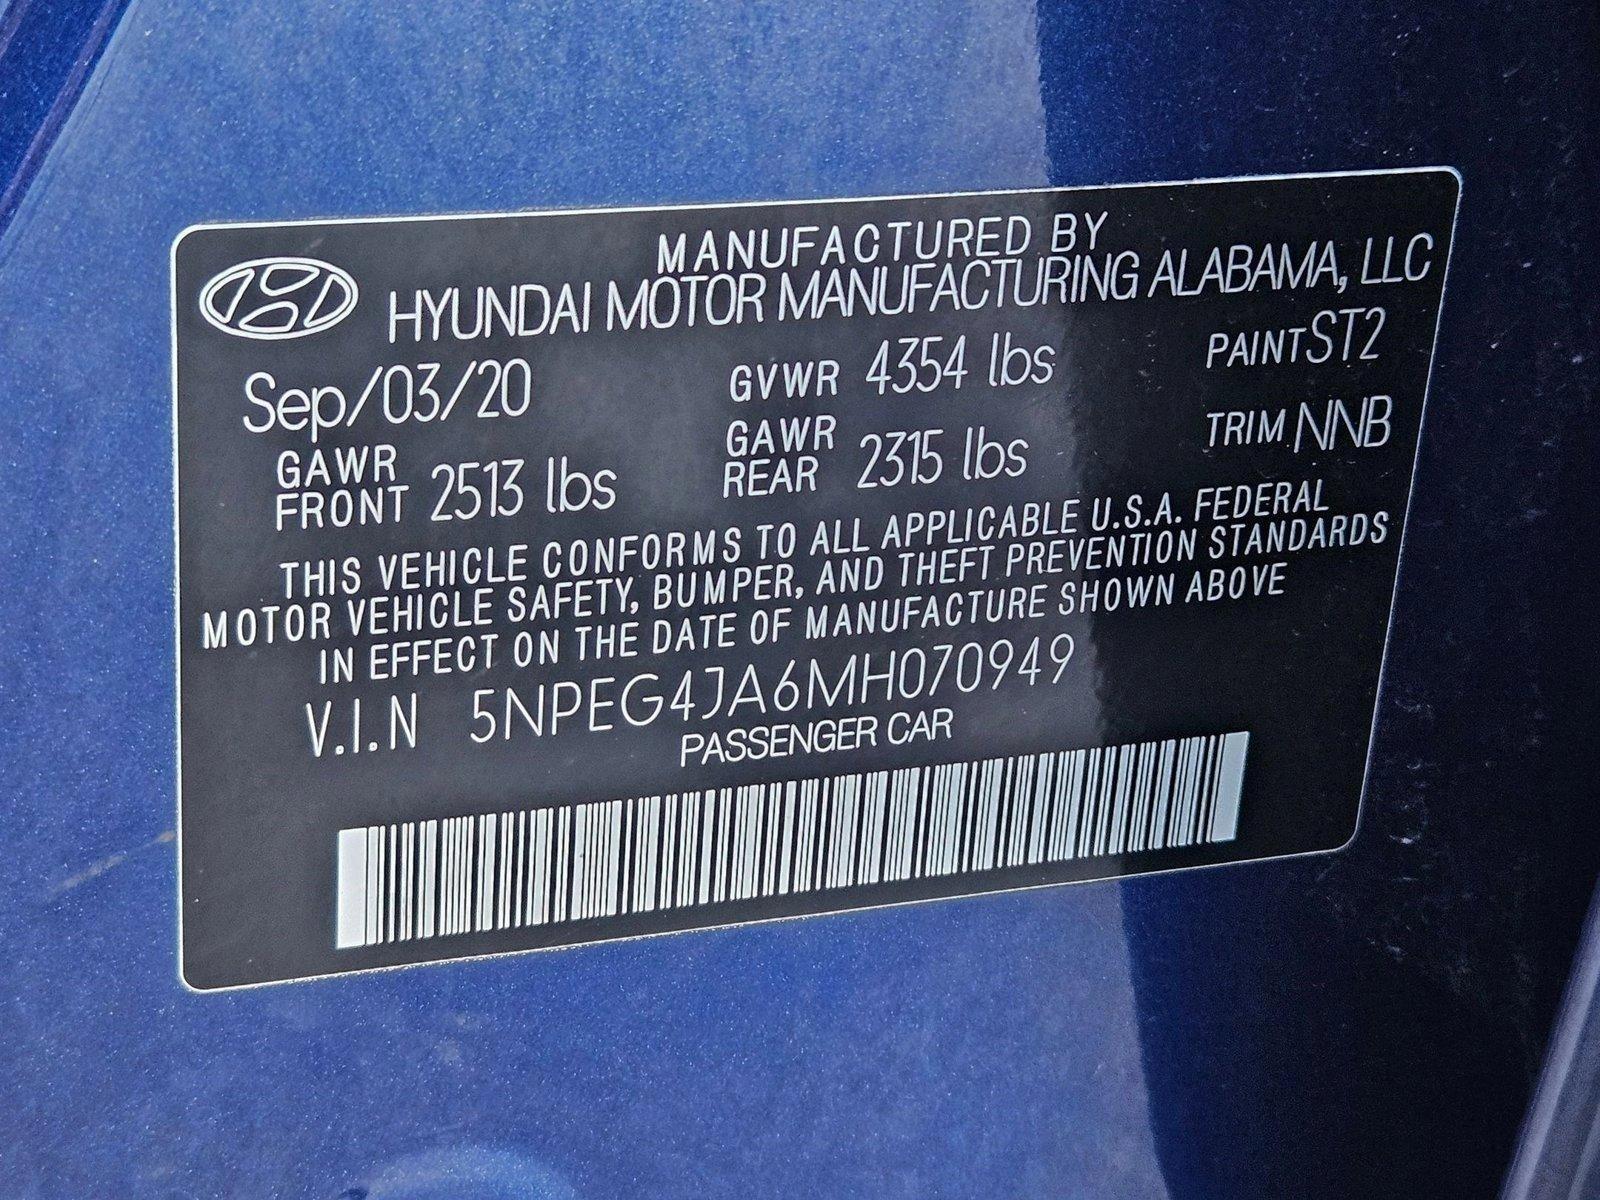 MANUFACTURED BY
HYUNDAI MOTOR MANUFACTURING ALABAMA, LLC
Sep/03/20 GVWR 4354 lbs PAINT ST2
GAWR FRONT 2513 lbs GAWR REAR 2315 lbs TRIM NNB
THIS VEHICLE CONFORMS TO ALL APPLICABLE U.S.A. FEDERAL
MOTOR VEHICLE SAFETY, BUMPER, AND THEFT PREVENTION STANDARDS
IN EFFECT ON THE DATE OF MANUFACTURE SHOWN ABOVE
V.I.N 5NPEG4JA6MH070949
PASSENGER CAR